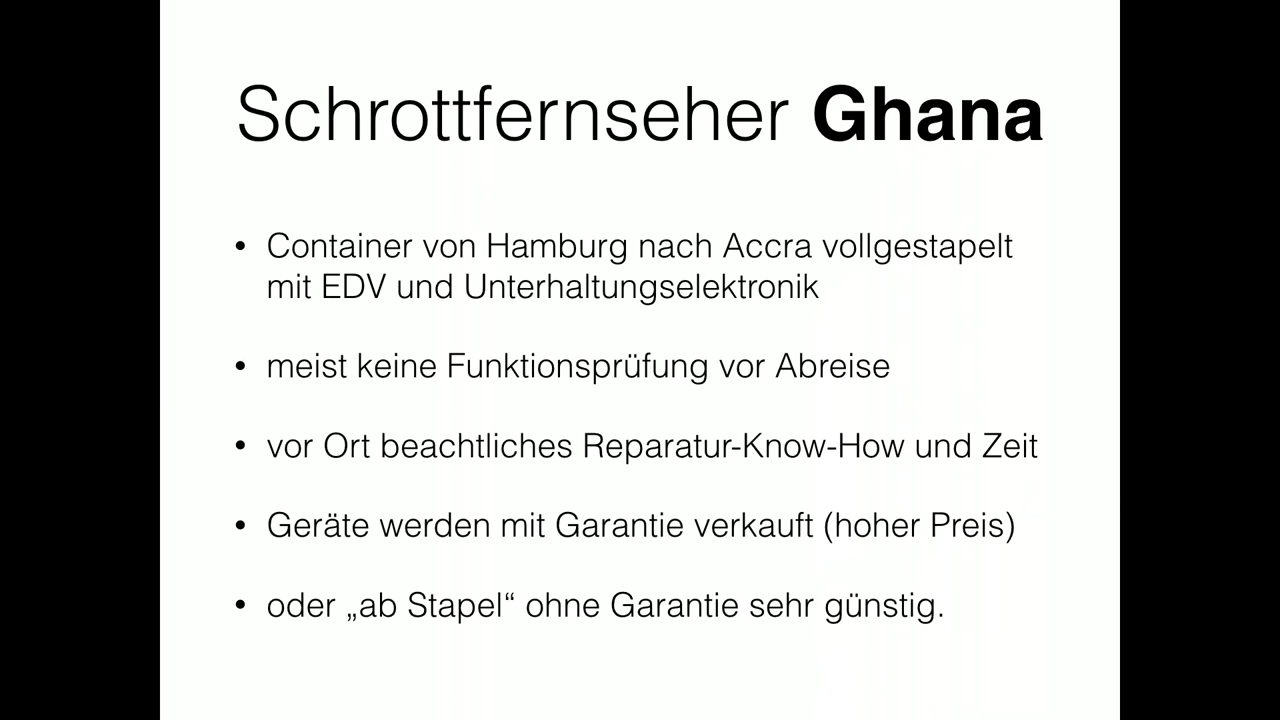 Schrottfernseher Ghana
• Container von Hamburg nach Accra vollgestapelt
mit EDV und Unterhaltungselektronik
• meist keine Funktionsprüfung vor Abreise
• vor Ort beachtliches Reparatur-Know-How und Zeit
• Geräte werden mit Garantie verkauft (hoher Preis)
• oder „ab Stapel“ ohne Garantie sehr günstig.